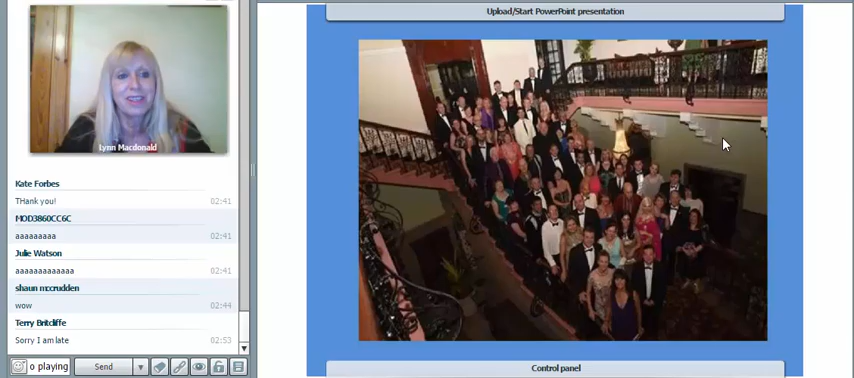 Upload/Start PowerPoint presentation
Lynn Macdonald
Kate Forbes
THank you!
02:41
MOD3860CC6C
aaaaaaaaa
02:41
Julie Watson
aaaaaaaaaaaaa
02:41
shaun mccrudden
wow
02:44
Terry Britcliffe
Sorry I am late
02:53
o playing
Send
Control panel